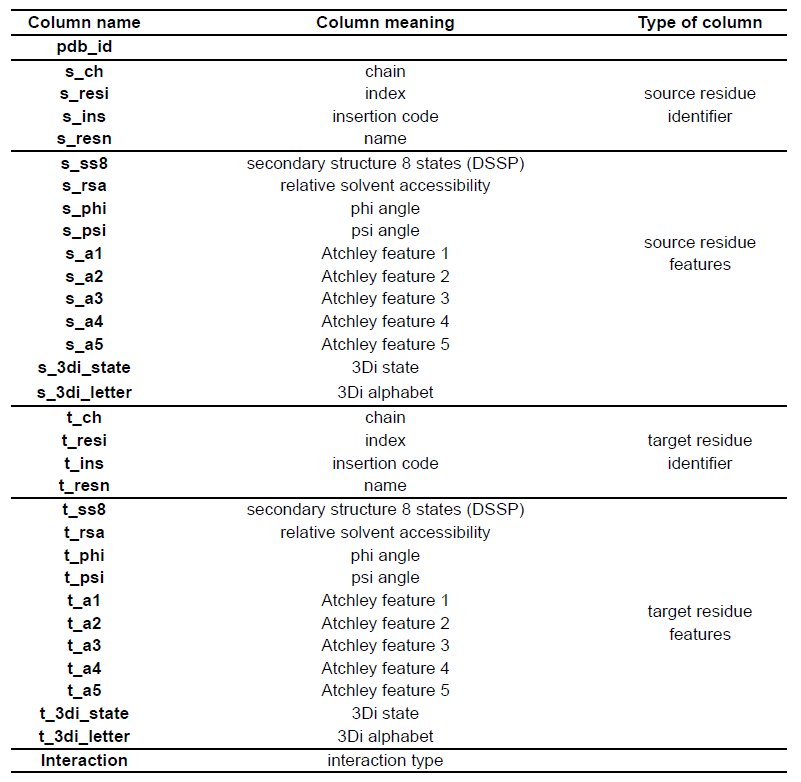 Column name Column meaning Type of column
pdb_id
s_ch chain
s_resi index source residue
s_ins insertion code identifier
s_resn name
s_ss8 secondary structure 8 states (DSSP)
s_rsa relative solvent accessibility
s_phi phi angle
s_psi psi angle source residue
s_a1 Atchley feature 1 features
s_a2 Atchley feature 2
s_a3 Atchley feature 3
s_a4 Atchley feature 4
s_a5 Atchley feature 5
s_3di_state 3Di state
s_3di_letter 3Di alphabet
t_ch chain
t_resi index target residue
t_ins insertion code identifier
t_resn name
t_ss8 secondary structure 8 states (DSSP)
t_rsa relative solvent accessibility
t_phi phi angle
t_psi psi angle
t_a1 Atchley feature 1 target residue
t_a2 Atchley feature 2 features
t_a3 Atchley feature 3
t_a4 Atchley feature 4
t_a5 Atchley feature 5
t_3di_state 3Di state
t_3di_letter 3Di alphabet
Interaction interaction type